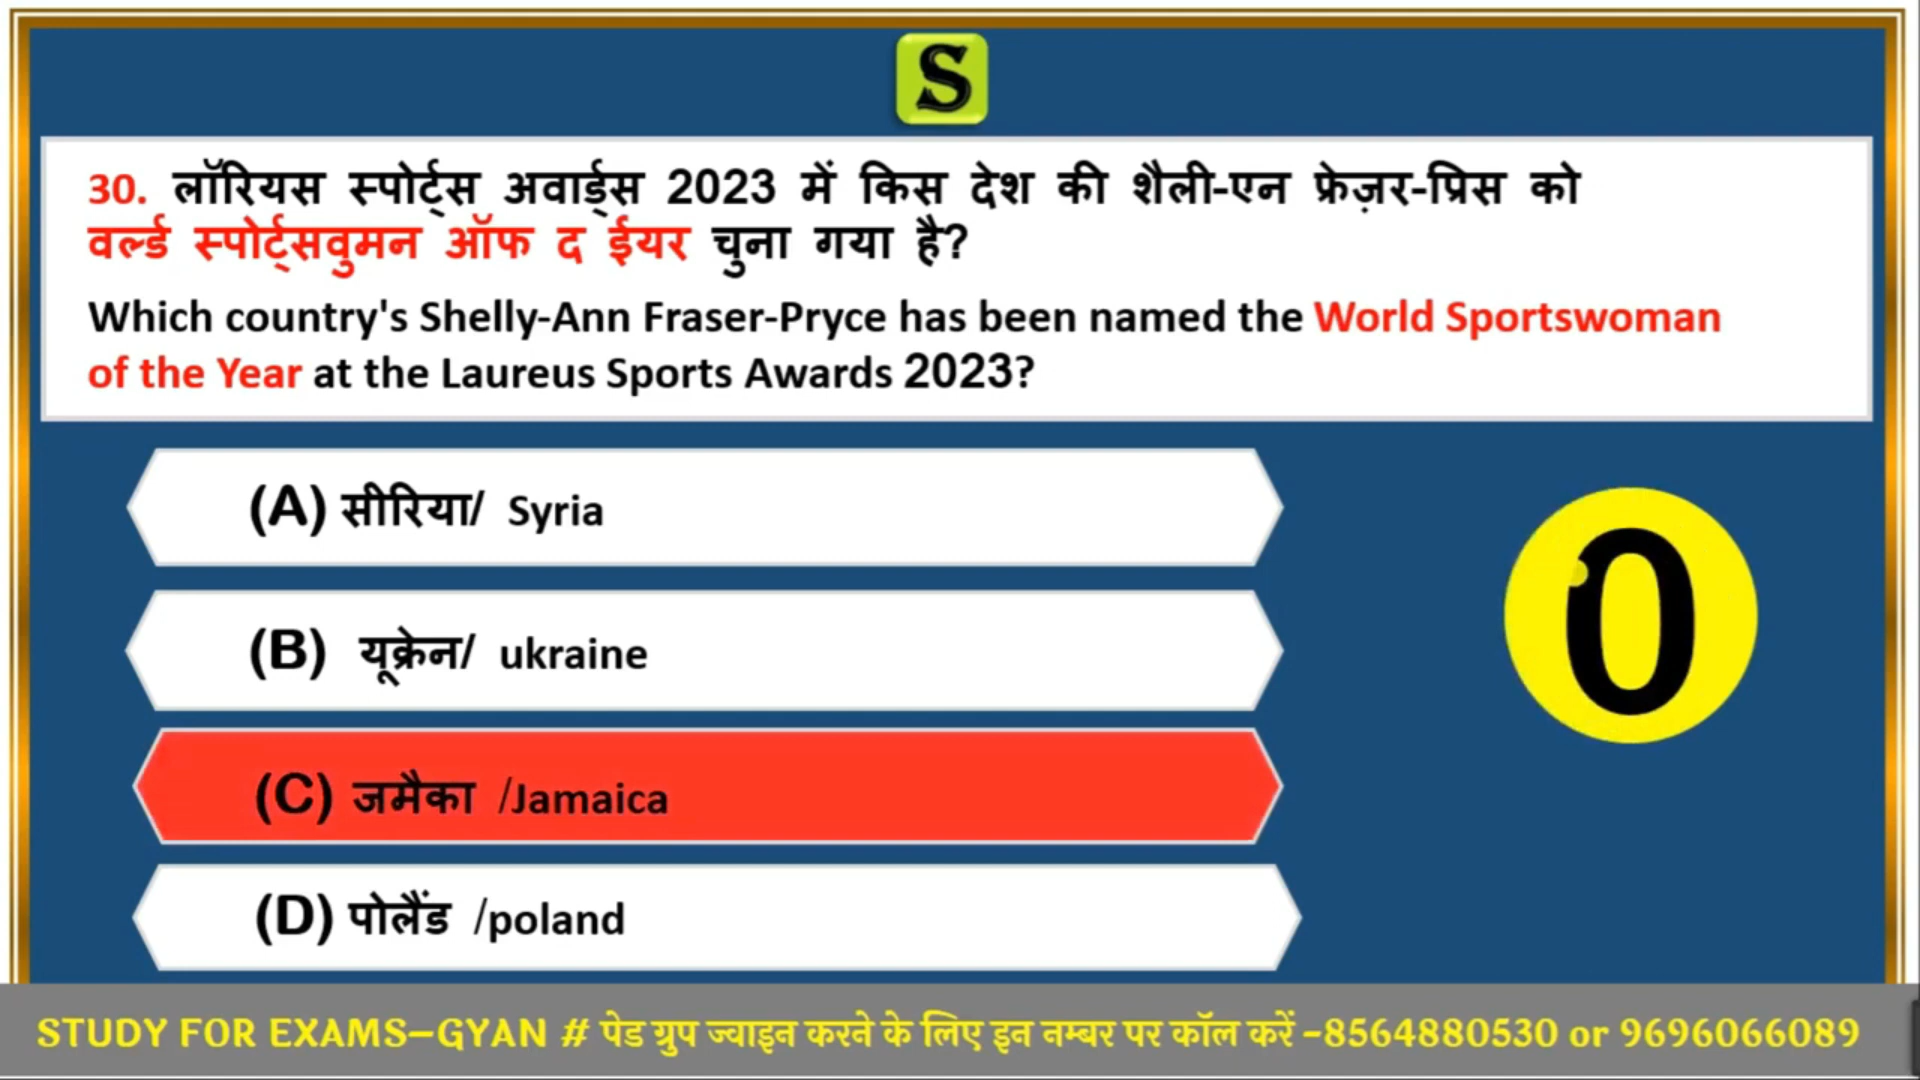 S
30. लॉरियस स्पोर्ट्स अवार्ड्स 2023 में किस देश की शैली-एन फ्रेज़र-प्रिस को
वर्ल्ड स्पोर्ट्सवुमन ऑफ द ईयर चुना गया है?
Which country's Shelly-Ann Fraser-Pryce has been named the World Sportswoman
of the Year at the Laureus Sports Awards 2023?
(A) सीरिया/ Syria
(B) यूक्रेन/ ukraine
0
(C) जमैका /Jamaica
(D) पोलैंड /poland
STUDY FOR EXAMS–GYAN # पेड ग्रुप ज्वाइन करने के लिए इन नम्बर पर कॉल करें -8564880530 or 9696066089